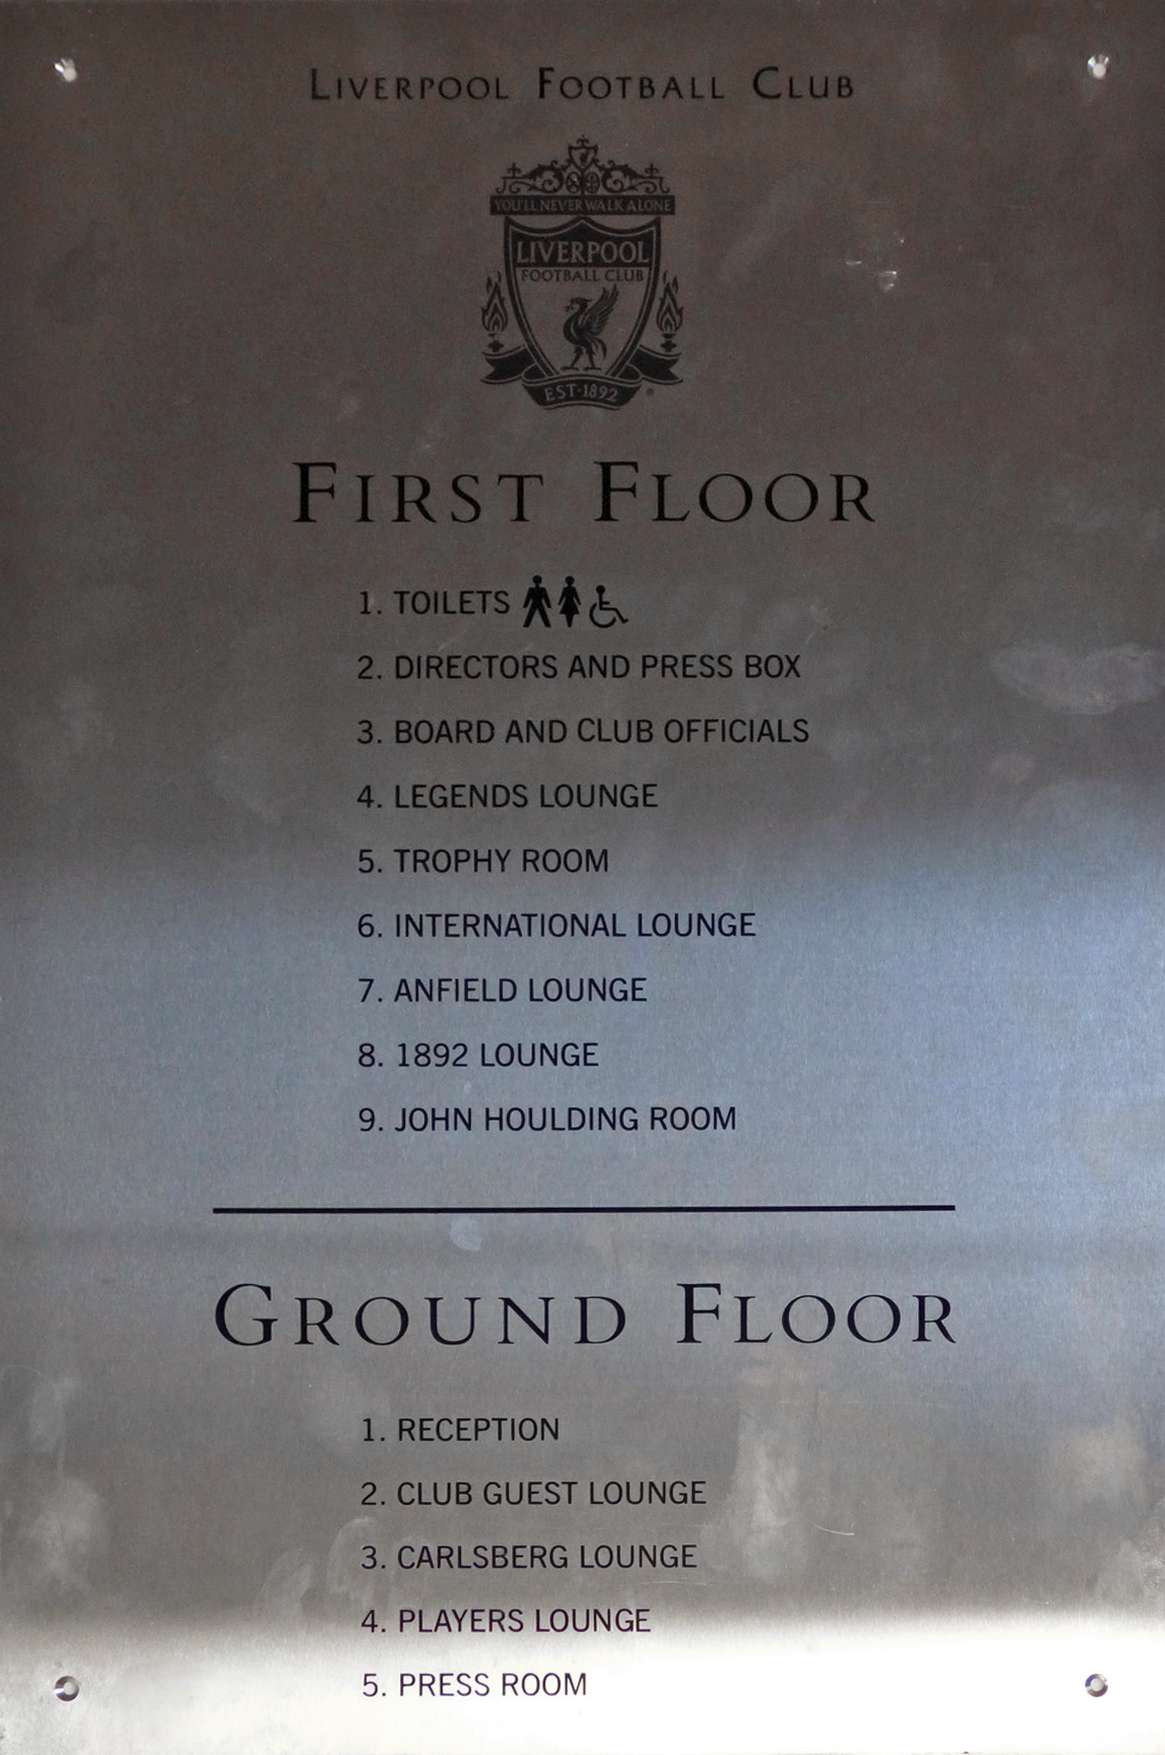 LIVERPOOL FOOTBALL CLUB
YOU'LL NEVER WALK ALONE
LIVERPOOL
FOOTBALL CLUB
EST·1892
FIRST FLOOR
1. TOILETS
2. DIRECTORS AND PRESS BOX
3. BOARD AND CLUB OFFICIALS
4. LEGENDS LOUNGE
5. TROPHY ROOM
6. INTERNATIONAL LOUNGE
7. ANFIELD LOUNGE
8. 1892 LOUNGE
9. JOHN HOULDING ROOM
GROUND FLOOR
1. RECEPTION
2. CLUB GUEST LOUNGE
3. CARLSBERG LOUNGE
4. PLAYERS LOUNGE
5. PRESS ROOM